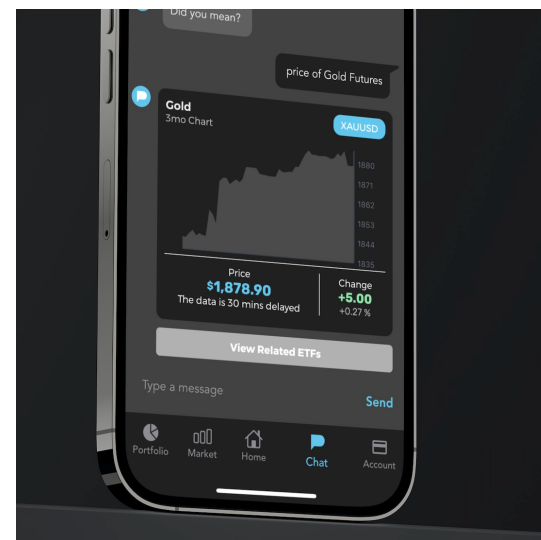 Did you mean?
price of Gold Futures
Gold
3mo Chart
XAUUSD
1880
1871
1862
1853
1844
1835
Price
$1,878.90
The data is 30 mins delayed
Change
+5.00
+0.27 %
View Related ETFs
Type a message
Send
Portfolio
Market
Home
Chat
Account